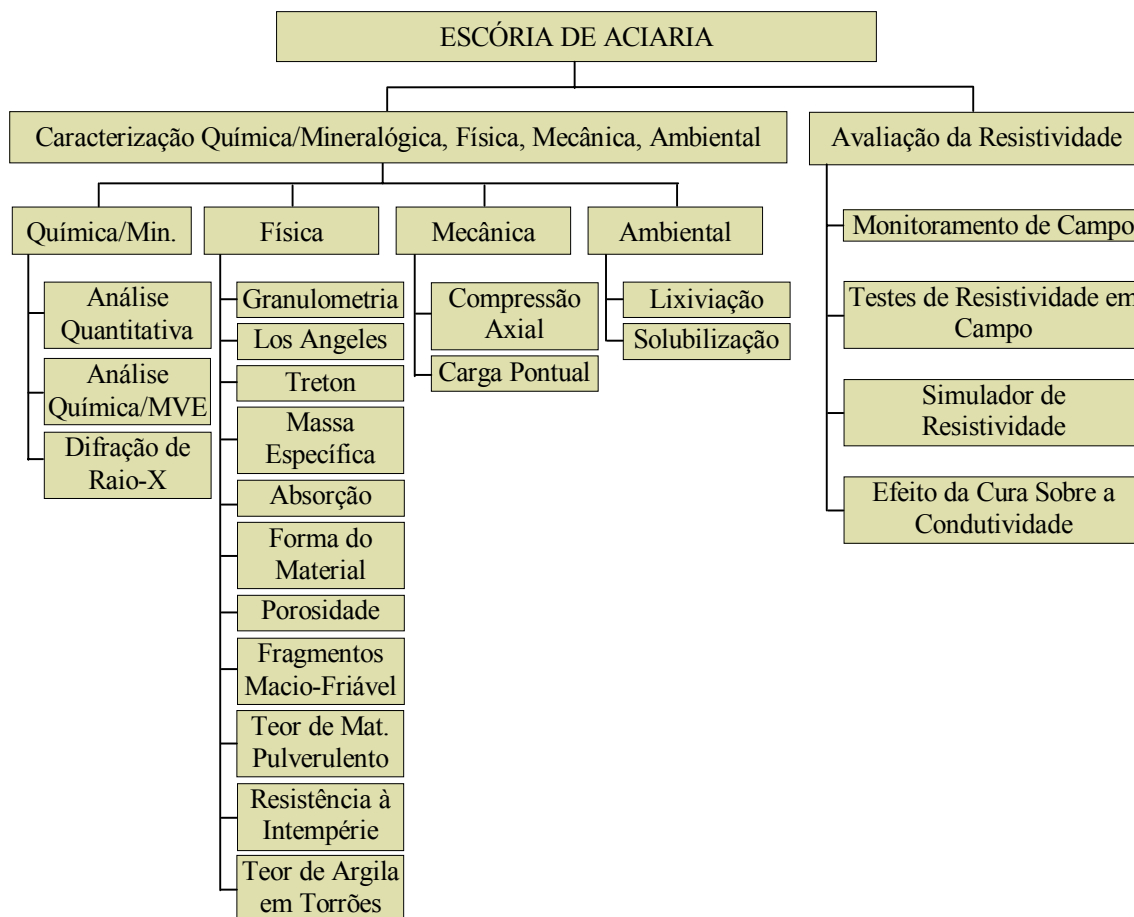 ESCÓRIA DE ACIARIA
Caracterização Química/Mineralógica, Física, Mecânica, Ambiental
Avaliação da Resistividade
Química/Min.
Física
Mecânica
Ambiental
Análise
Quantitativa
Análise
Química/MVE
Difração de
Raio-X
Granulometria
Los Angeles
Treton
Massa
Específica
Absorção
Forma do
Material
Porosidade
Fragmentos
Macio-Friável
Teor de Mat.
Pulverulento
Resistência à
Intempérie
Teor de Argila
em Torrões
Compressão
Axial
Carga Pontual
Lixiviação
Solubilização
Monitoramento de Campo
Testes de Resistividade em
Campo
Simulador de
Resistividade
Efeito da Cura Sobre a
Condutividade